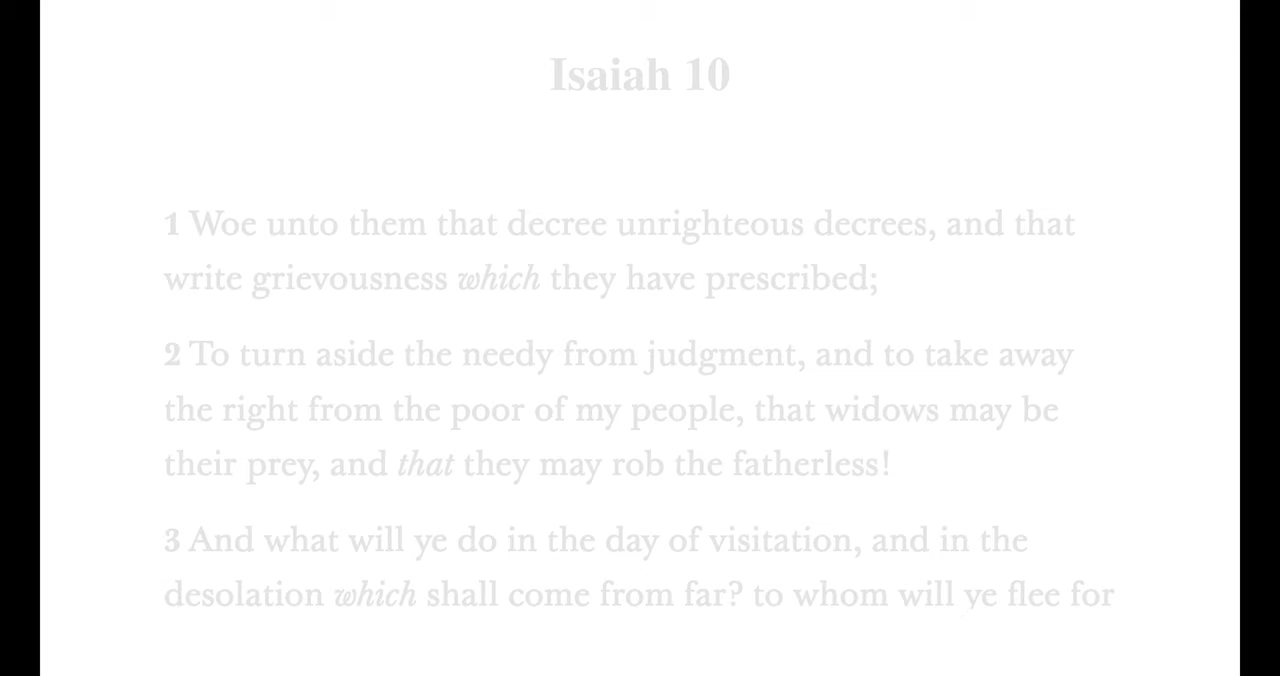 Isaiah 10
1 Woe unto them that decree unrighteous decrees, and that
write grievousness which they have prescribed;
2 To turn aside the needy from judgment, and to take away
the right from the poor of my people, that widows may be
their prey, and that they may rob the fatherless!
3 And what will ye do in the day of visitation, and in the
desolation which shall come from far? to whom will ye flee for